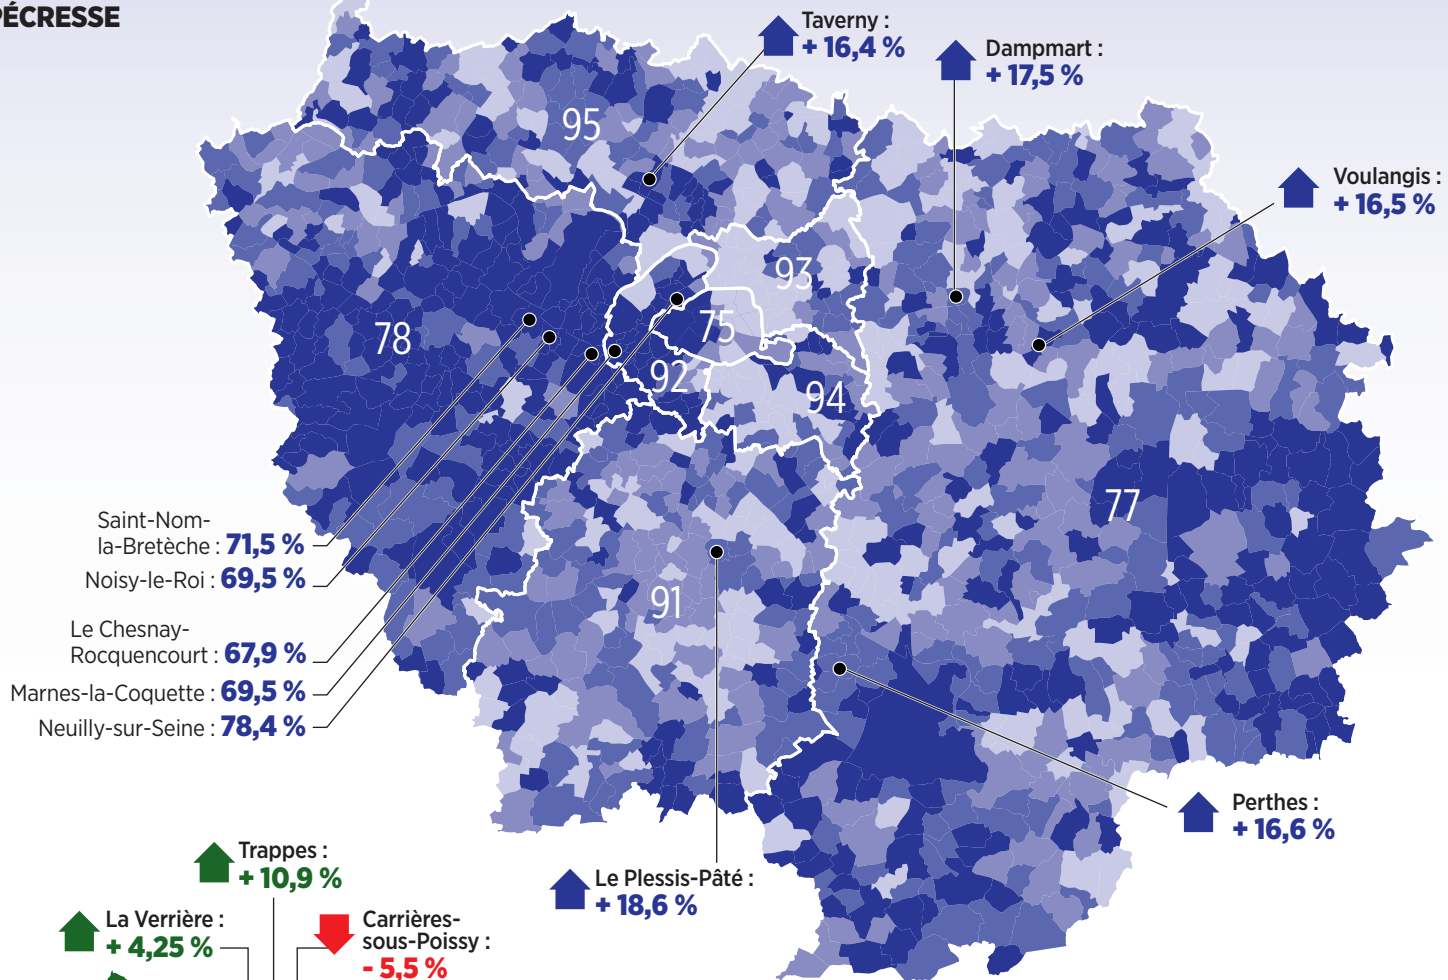 PÉCRESSE
Taverny :
+ 16,4 %
Dampmart :
+ 17,5 %
Voulangis :
+ 16,5 %
95
93
75
78
92
94
77
91
Saint-Nom-
la-Bretèche : 71,5 %
Noisy-le-Roi : 69,5 %
Le Chesnay-
Rocquencourt : 67,9 %
Marnes-la-Coquette : 69,5 %
Neuilly-sur-Seine : 78,4 %
Perthes :
+ 16,6 %
Le Plessis-Pâté :
+ 18,6 %
Trappes :
+ 10,9 %
La Verrière :
+ 4,25 %
Carrières-
sous-Poissy :
- 5,5 %